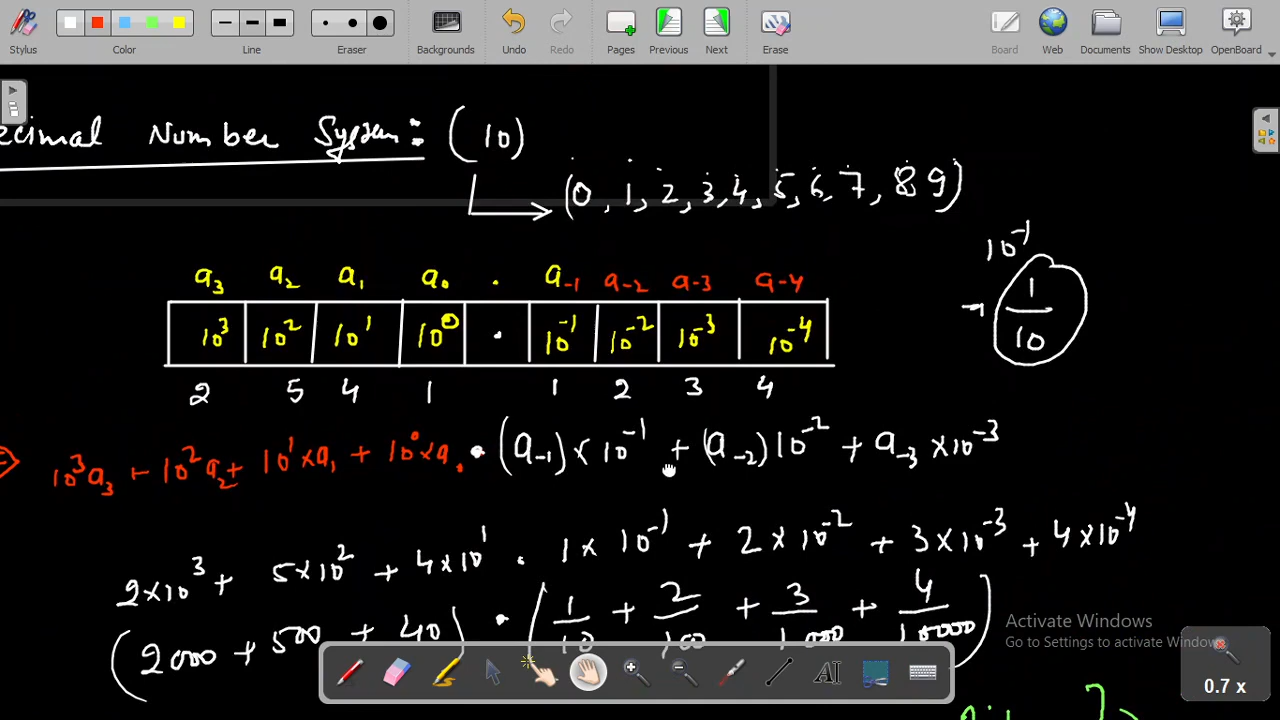 Stylus Color Line Eraser Backgrounds Undo Redo Pages Previous Next Erase Board Web Documents Show Desktop OpenBoard
ecimal Number System: (10)
(0, 1, 2, 3, 4, 5, 6, 7, 8 9)
10⁻¹
1
10
a₃ a₂ a₁ a₀ . a₋₁ a₋₂ a₋₃ a₋₄
10³ 10² 10¹ 10⁰ . 10⁻¹ 10⁻² 10⁻³ 10⁻⁴
2 5 4 1 1 2 3 4
10³a₃ + 10²a₂ + 10¹×a₁ + 10⁰×a. • (a₋₁)×10⁻¹ + (a₋₂)10⁻² + a₋₃×10⁻³
2×10³ + 5×10² + 4×10¹ . 1×10⁻¹ + 2×10⁻² + 3×10⁻³ + 4×10⁻⁴
(2000 + 500 + 40) . (1/10 + 2/100 + 3/1000 + 4/10000)
Activate Windows
Go to Settings to activate Windows
0.7 x